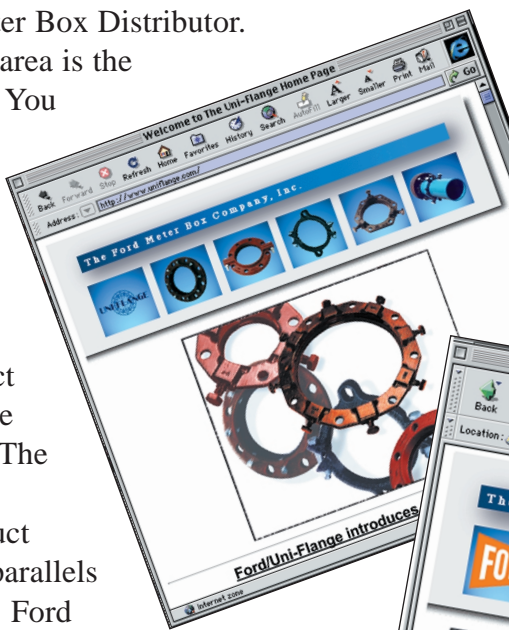 ter Box Distributor.
area is the
You
ct
e
The
uct
parallels
Ford
Welcome to The Uni-Flange Home Page
Back Forward Stop Refresh Home Favorites History Search AutoFill Larger Smaller Print Mail
Address: http://www.uniflange.com/ Go
The Ford Meter Box Company, Inc.
UNI-FLANGE
Ford/Uni-Flange introduces
Internet zone
Back
Location:
Th
FO